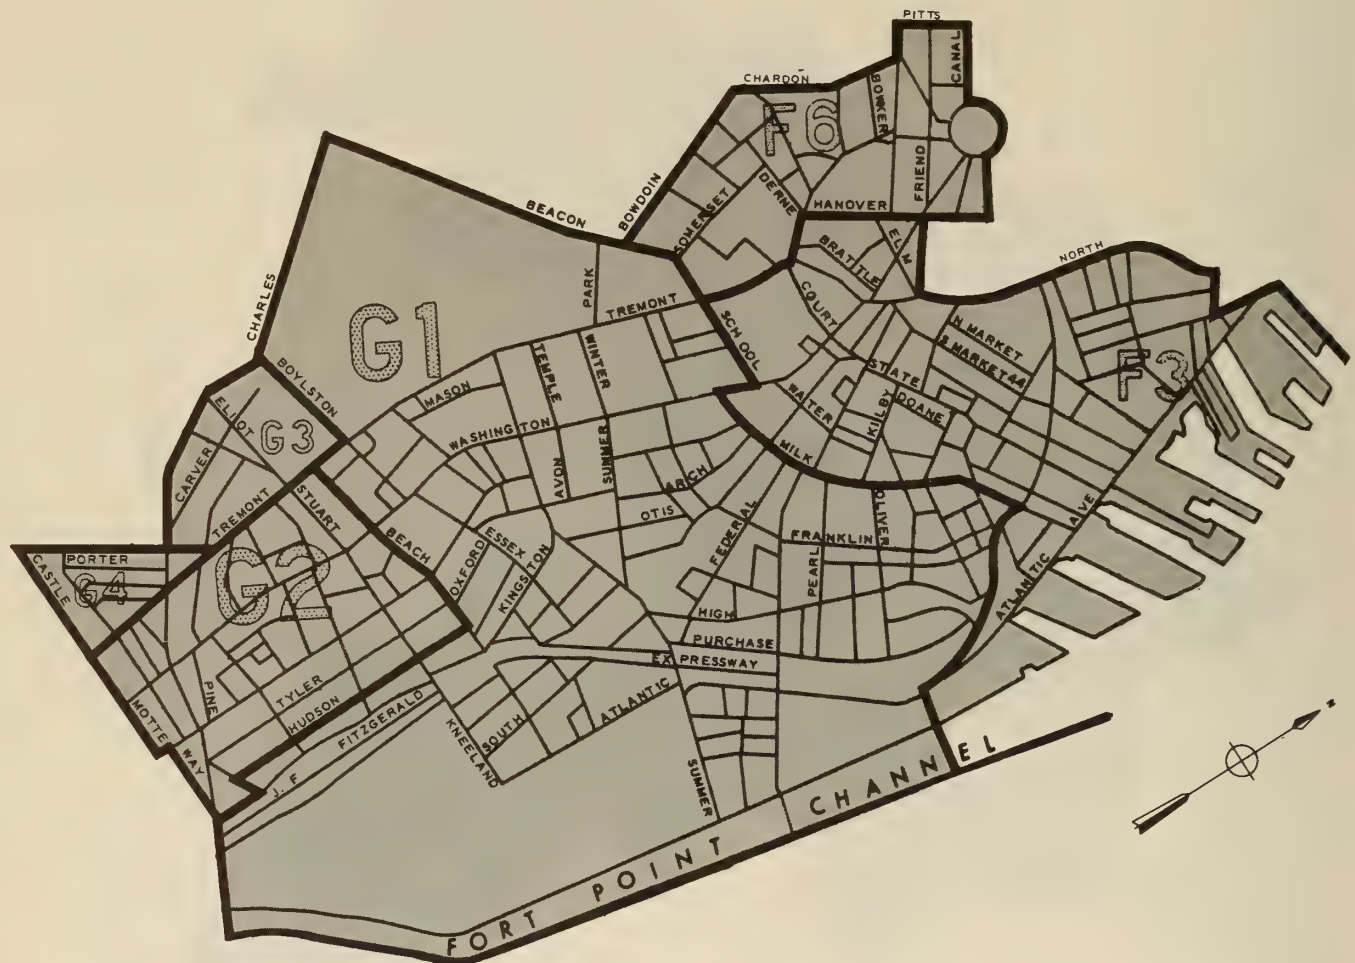 PITTS
CANAL
CHARDON
BOWKER
F6
FRIEND
BOWDOIN
SOMERSET
DERNE
HANOVER
BEACON
BRATTLE
ELM
NORTH
CHARLES
PARK
TREMONT
COURT
SCHOOL
N MARKET
S MARKET
F3
G1
STATE
BOYLSTON
MASON
TEMPLE
WINTER
WATER
KILBY
DOANE
ELIOT
G3
WASHINGTON
CARVER
AVON
SUMMER
ARCH
MILK
TREMONT
STUART
OTIS
FEDERAL
OLIVER
FRANKLIN
PEARL
ATLANTIC
AVE
BEACH
OXFORD
ESSEX
KINGSTON
PORTER
CASTLE
G4
G2
HIGH
PURCHASE
EXPRESSWAY
MOTTE
WAY
PINE
TYLER
HUDSON
J. F
FITZGERALD
KNEELAND
SOUTH
ATLANTIC
SUMMER
FORT POINT CHANNEL